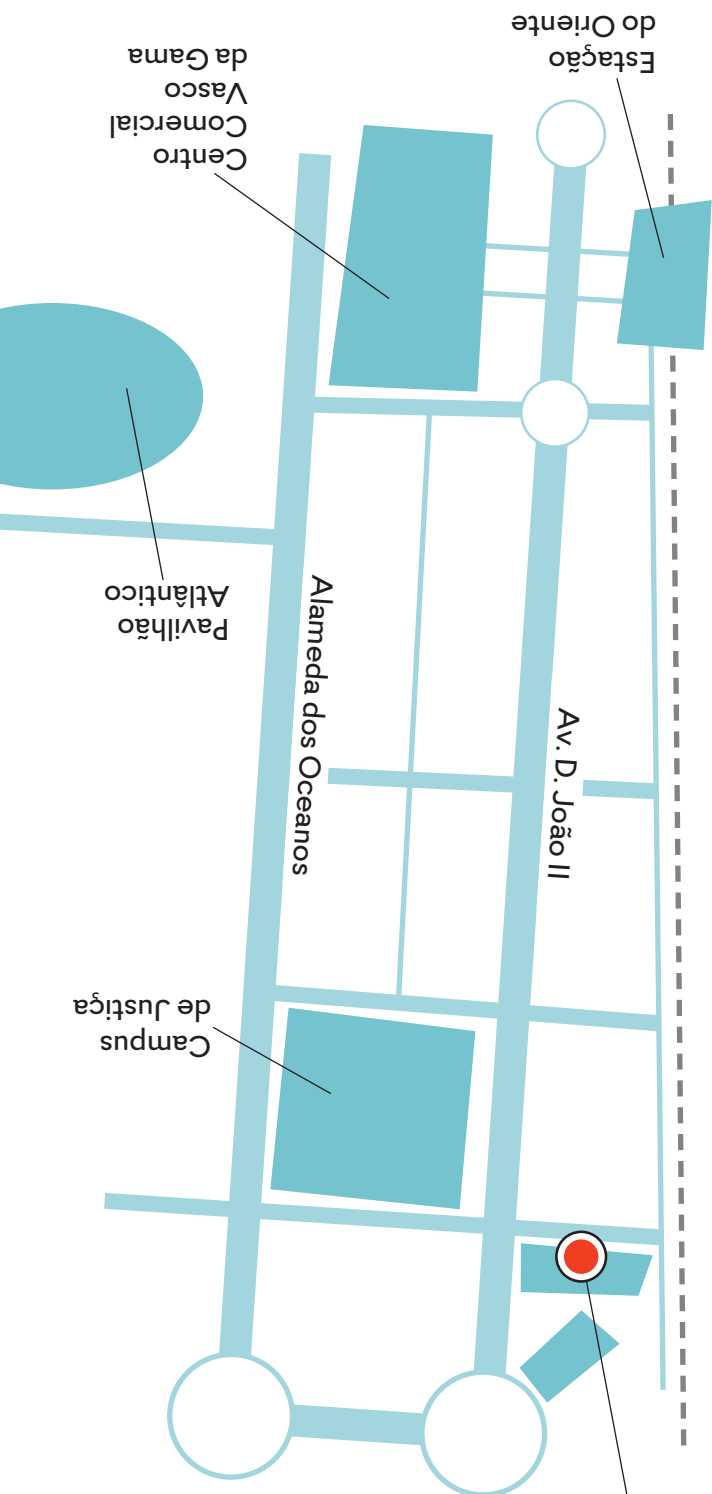 Campus
de Justiça
Av. D. João II
Alameda dos Oceanos
Pavilhão
Atlântico
Centro
Comercial
Vasco
da Gama
Estação
do Oriente